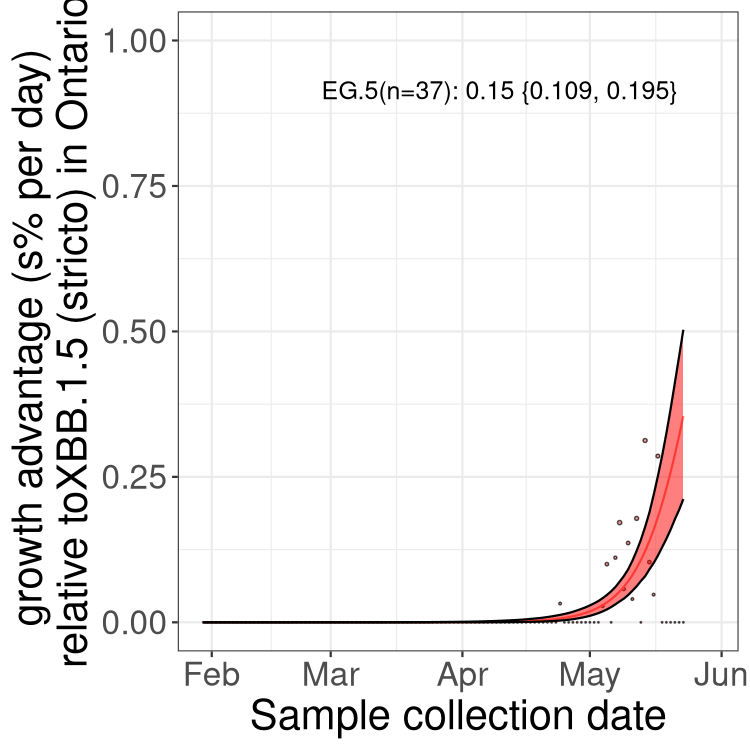 growth advantage (s% per day)
relative toXBB.1.5 (stricto) in Ontario
1.00
0.75
0.50
0.25
0.00
EG.5(n=37): 0.15 {0.109, 0.195}
Feb Mar Apr May Jun
Sample collection date